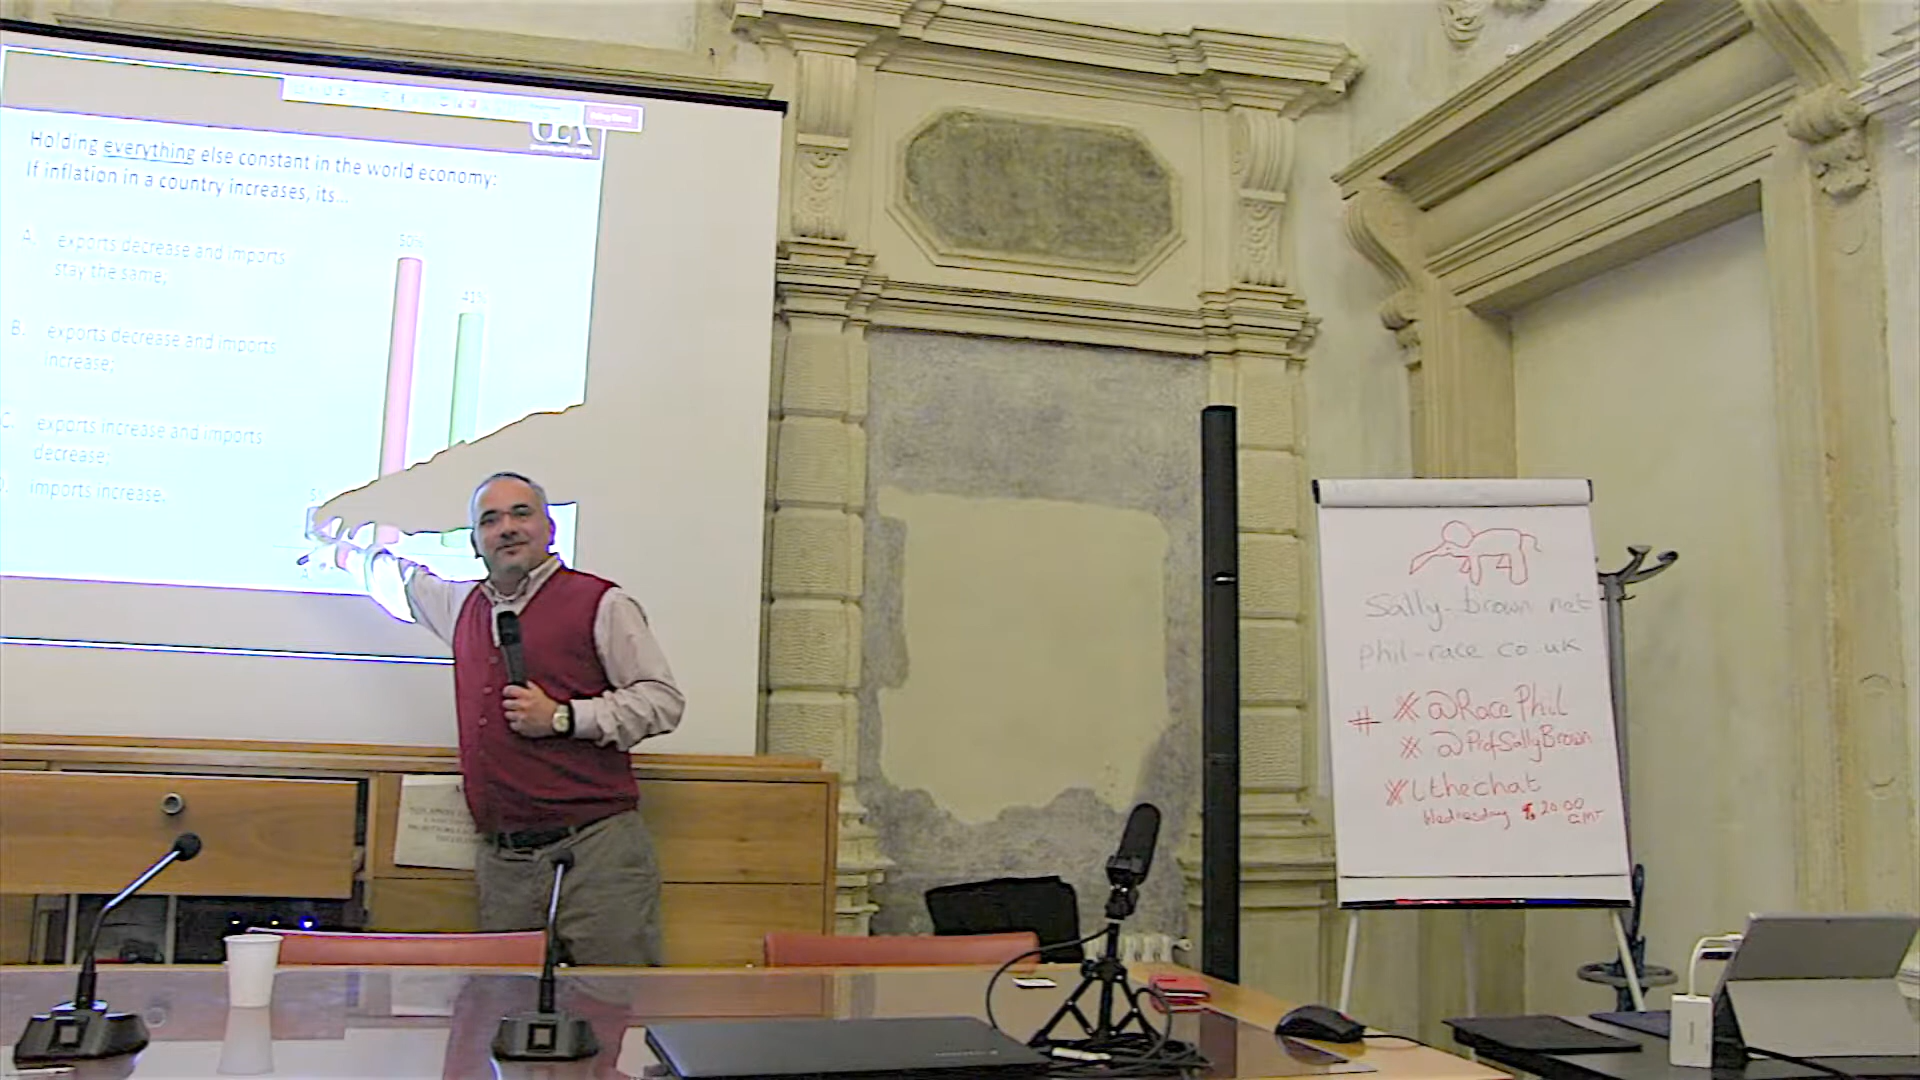 Holding everything else constant in the world economy:
If inflation in a country increases, its...
A. exports decrease and imports
stay the same;
B. exports decrease and imports
increase;
C. exports increase and imports
decrease;
imports increase.
50%
41%
5%
UEA
Sally-brown net
phil-race co.uk
# @RacePhil
@ProfSallyBrown
lthechat
Wednesday 20.00
GMT